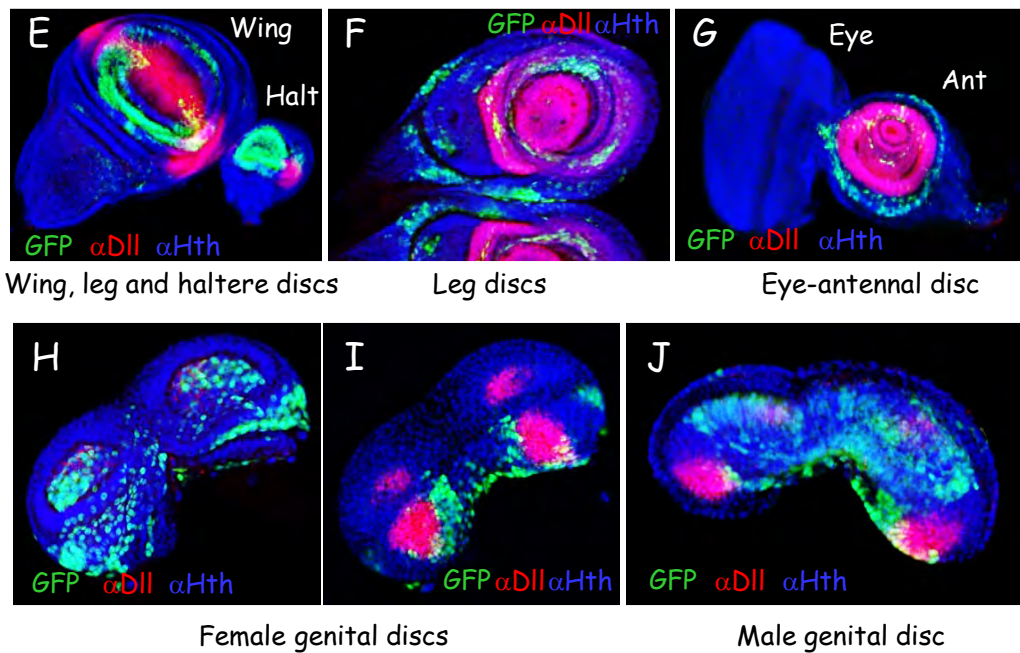 E
Wing
Halt
GFP αDll αHth
F
GFP αDll αHth
G
Eye
Ant
GFP αDll αHth
Wing, leg and haltere discs
Leg discs
Eye-antennal disc
H
GFP αDll αHth
I
GFP αDll αHth
J
GFP αDll αHth
Female genital discs
Male genital disc